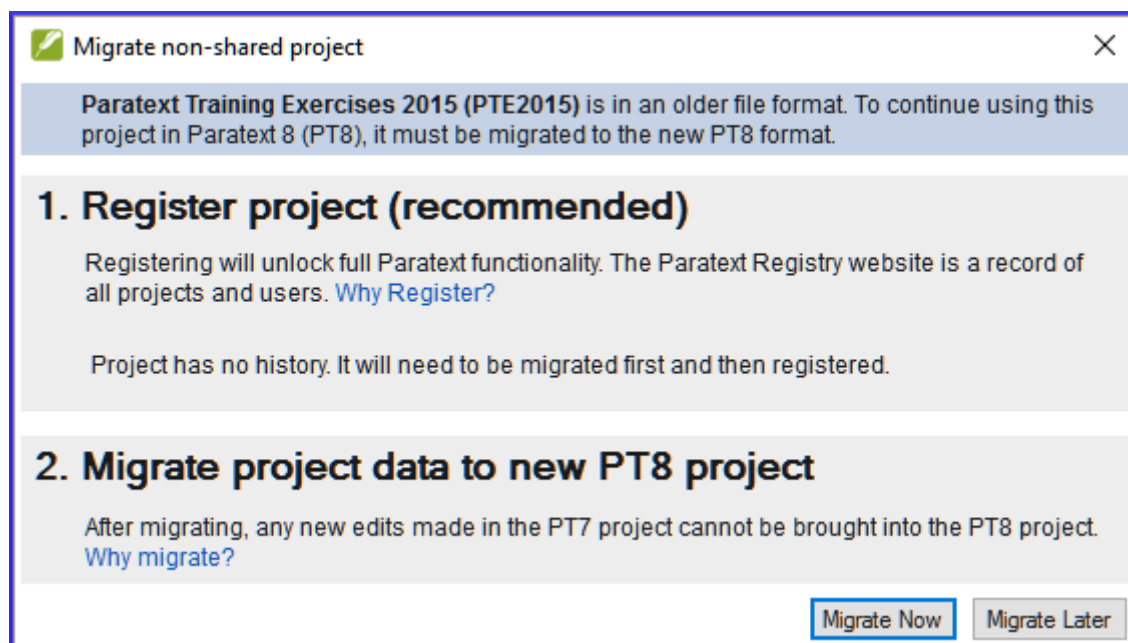 Migrate non-shared project
Paratext Training Exercises 2015 (PTE2015) is in an older file format. To continue using this
project in Paratext 8 (PT8), it must be migrated to the new PT8 format.
1. Register project (recommended)
Registering will unlock full Paratext functionality. The Paratext Registry website is a record of
all projects and users. Why Register?
Project has no history. It will need to be migrated first and then registered.
2. Migrate project data to new PT8 project
After migrating, any new edits made in the PT7 project cannot be brought into the PT8 project.
Why migrate?
Migrate Now Migrate Later